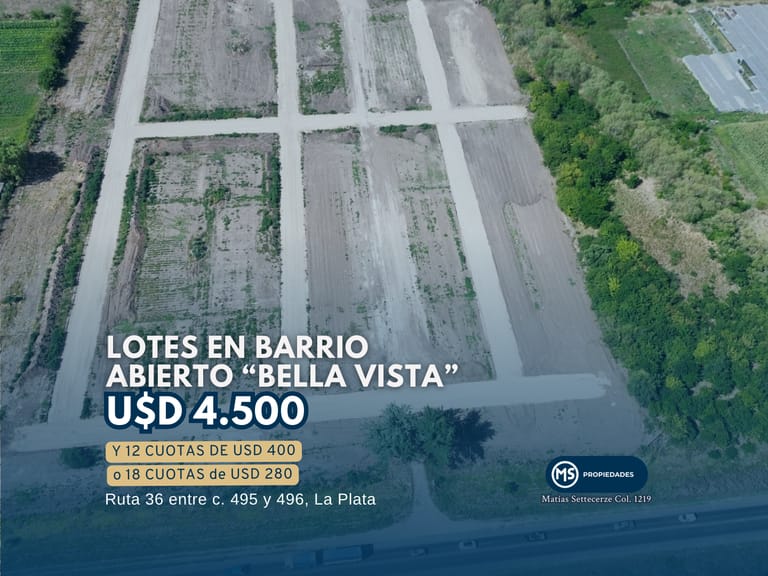 LOTES EN BARRIO
ABIERTO “BELLA VISTA”
U$D 4.500
Y 12 CUOTAS DE USD 400
o 18 CUOTAS de USD 280
Ruta 36 entre c. 495 y 496, La Plata
MS PROPIEDADES
Matías Settecerze Col. 1219